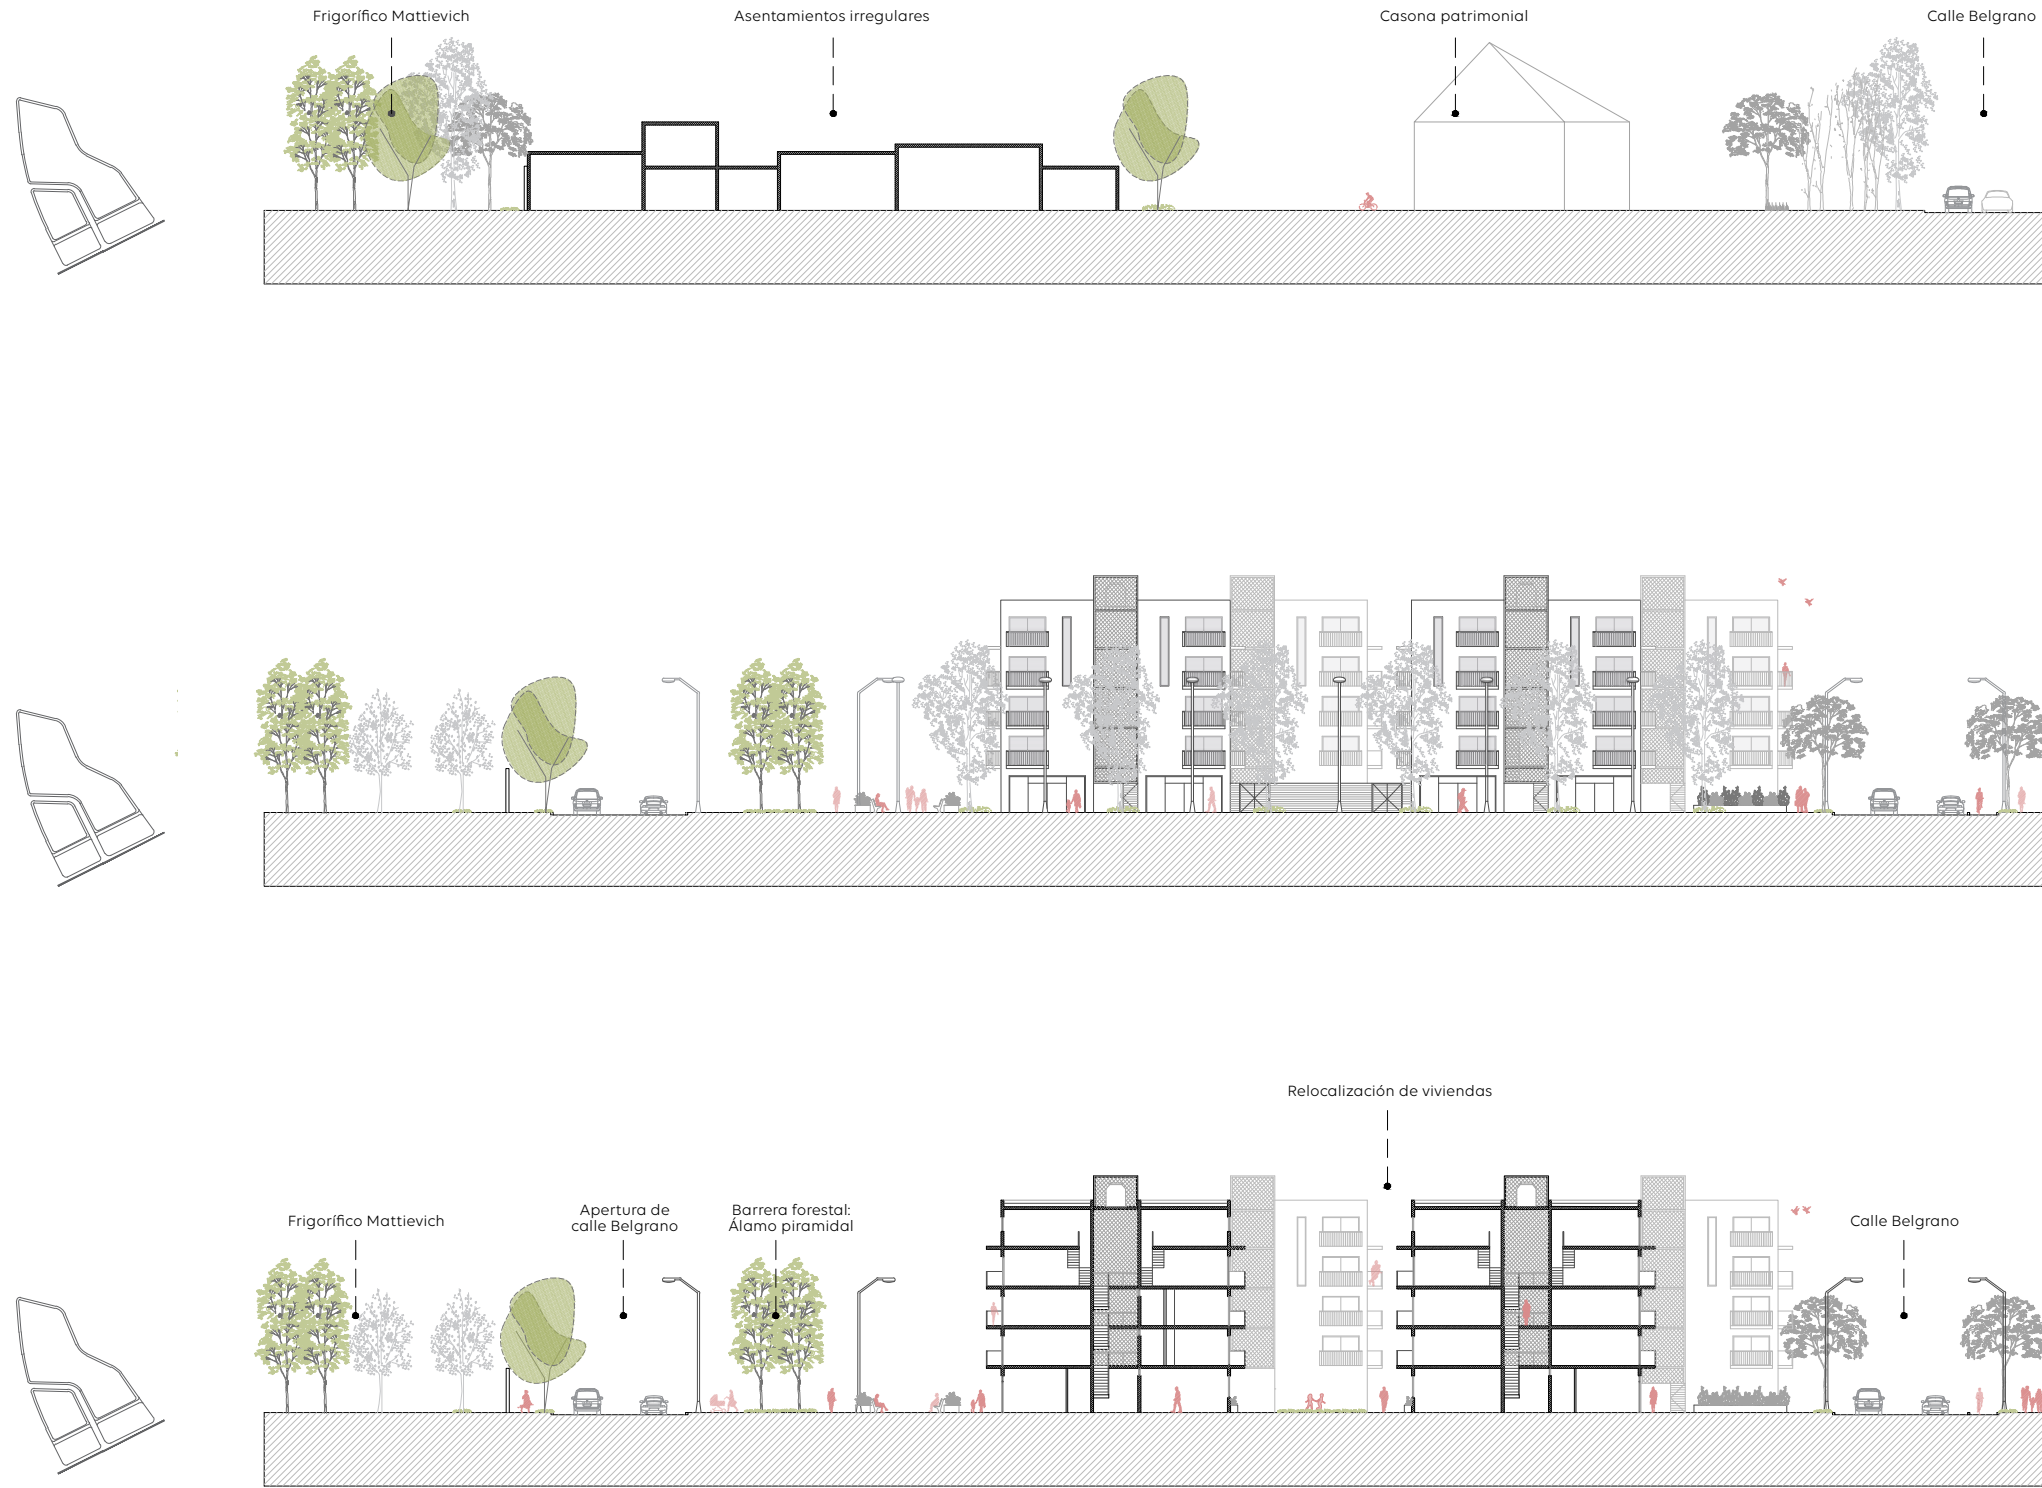 Frigorífico Mattievich
Asentamientos irregulares
Casona patrimonial
Calle Belgrano
Relocalización de viviendas
Frigorífico Mattievich
Apertura de
calle Belgrano
Barrera forestal:
Álamo piramidal
Calle Belgrano